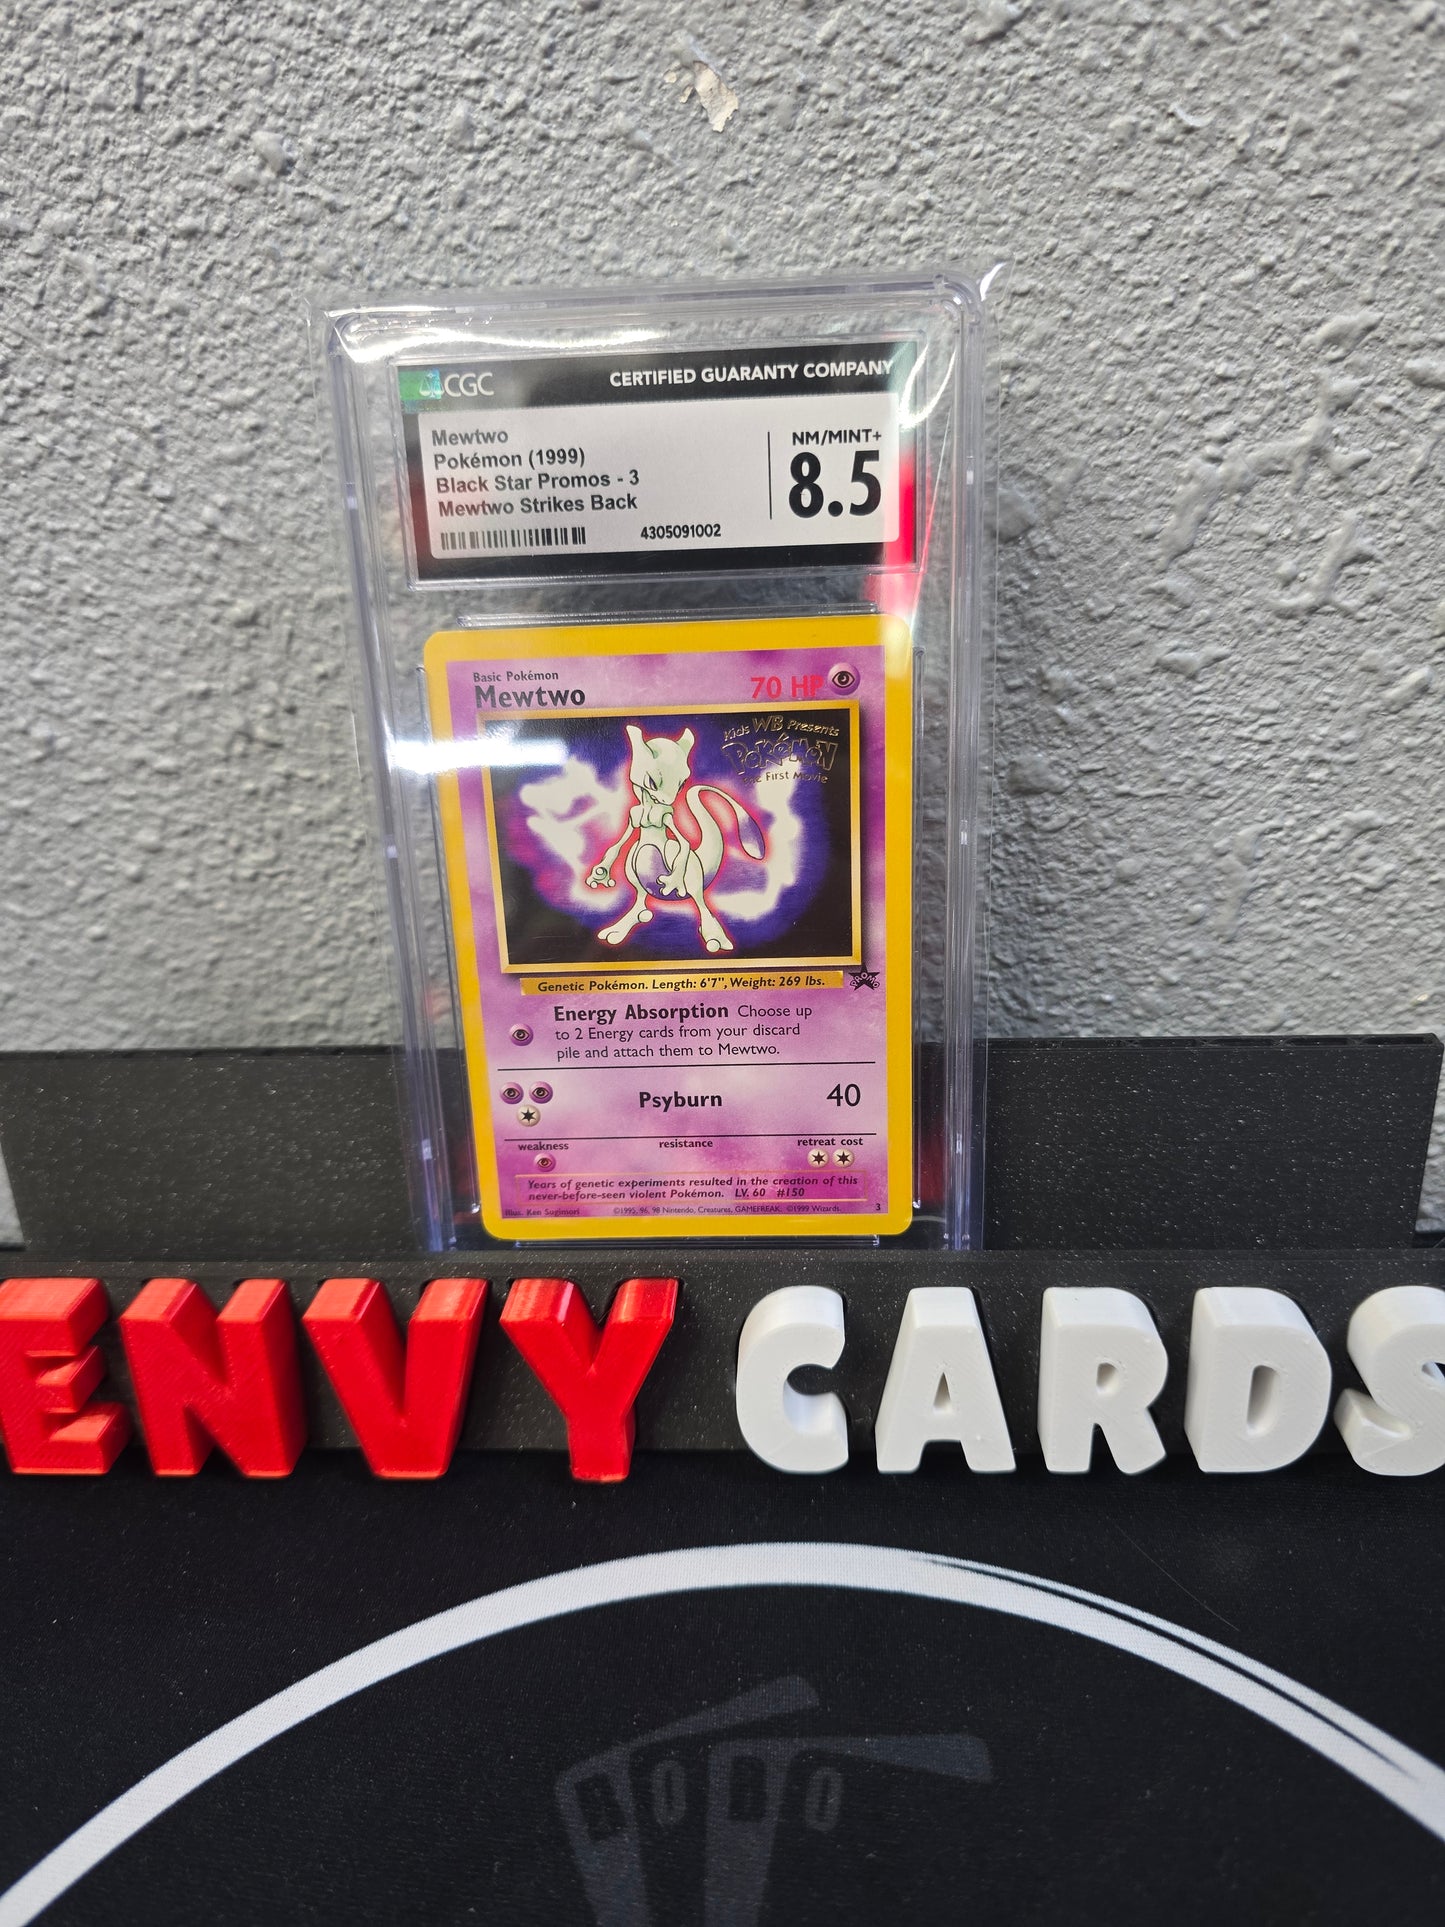 CGC
CERTIFIED GUARANTY COMPANY
Mewtwo
Pokémon (1999)
Black Star Promos - 3
Mewtwo Strikes Back
4305091002
NM/MINT+
8.5
Basic Pokémon
Mewtwo
70 HP
Kids WB Presents
POKéMON
The First Movie
Genetic Pokémon. Length: 6'7", Weight: 269 lbs.
PROMO
Energy Absorption Choose up
to 2 Energy cards from your discard
pile and attach them to Mewtwo.
Psyburn 40
weakness resistance retreat cost
Years of genetic experiments resulted in the creation of this
never-before-seen violent Pokémon. LV. 60 #150
Illus. Ken Sugimori ©1995, 96, 98 Nintendo, Creatures, GAMEFREAK. ©1999 Wizards. 3
ENVY CARDS